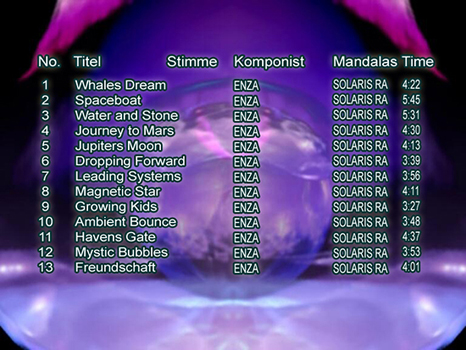 No. Titel Stimme Komponist Mandalas Time
1 Whales Dream ENZA SOLARIS RA 4:22
2 Spaceboat ENZA SOLARIS RA 5:45
3 Water and Stone ENZA SOLARIS RA 5:31
4 Journey to Mars ENZA SOLARIS RA 4:30
5 Jupiters Moon ENZA SOLARIS RA 4:13
6 Dropping Forward ENZA SOLARIS RA 3:39
7 Leading Systems ENZA SOLARIS RA 3:56
8 Magnetic Star ENZA SOLARIS RA 4:11
9 Growing Kids ENZA SOLARIS RA 3:27
10 Ambient Bounce ENZA SOLARIS RA 3:48
11 Havens Gate ENZA SOLARIS RA 4:37
12 Mystic Bubbles ENZA SOLARIS RA 3:53
13 Freundschaft ENZA SOLARIS RA 4:01